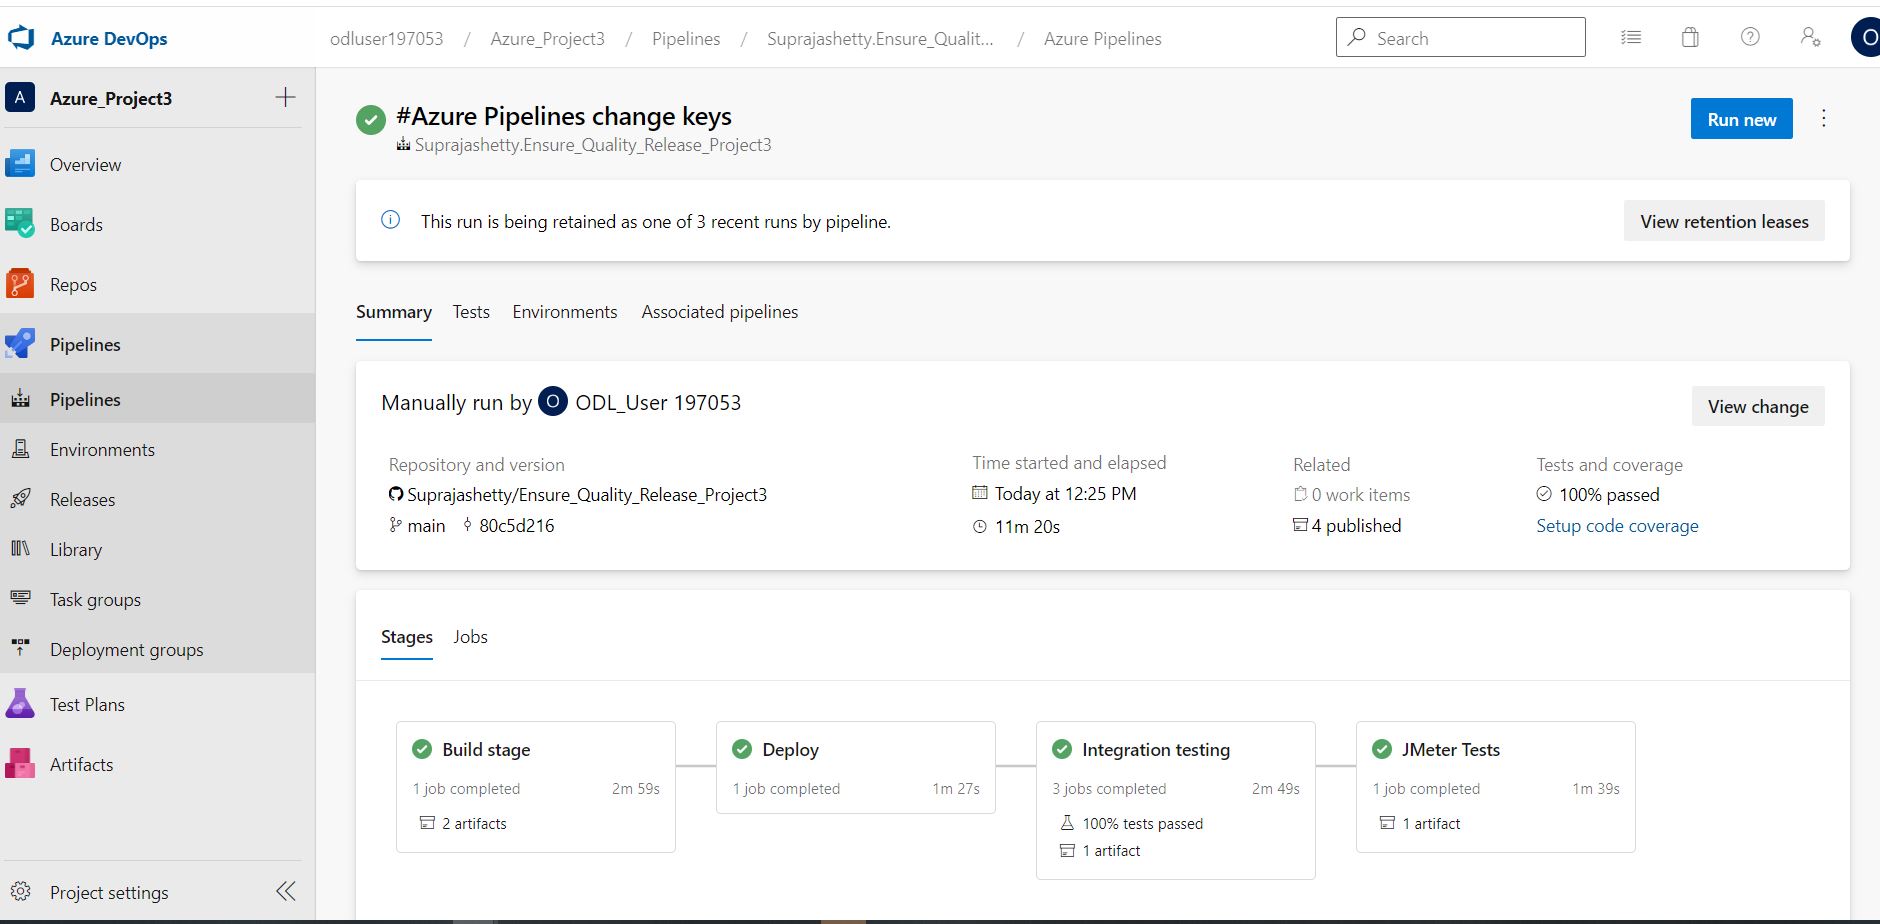 Azure DevOps
odluser197053 / Azure_Project3 / Pipelines / Suprajashetty.Ensure_Qualit... / Azure Pipelines
Search
O
A Azure_Project3
Overview
Boards
Repos
Pipelines
Pipelines
Environments
Releases
Library
Task groups
Deployment groups
Test Plans
Artifacts
Project settings
#Azure Pipelines change keys
Suprajashetty.Ensure_Quality_Release_Project3
Run new
This run is being retained as one of 3 recent runs by pipeline.
View retention leases
Summary Tests Environments Associated pipelines
Manually run by O ODL_User 197053
View change
Repository and version
Suprajashetty/Ensure_Quality_Release_Project3
main 80c5d216
Time started and elapsed
Today at 12:25 PM
11m 20s
Related
0 work items
4 published
Tests and coverage
100% passed
Setup code coverage
Stages Jobs
Build stage
1 job completed 2m 59s
2 artifacts
Deploy
1 job completed 1m 27s
Integration testing
3 jobs completed 2m 49s
100% tests passed
1 artifact
JMeter Tests
1 job completed 1m 39s
1 artifact